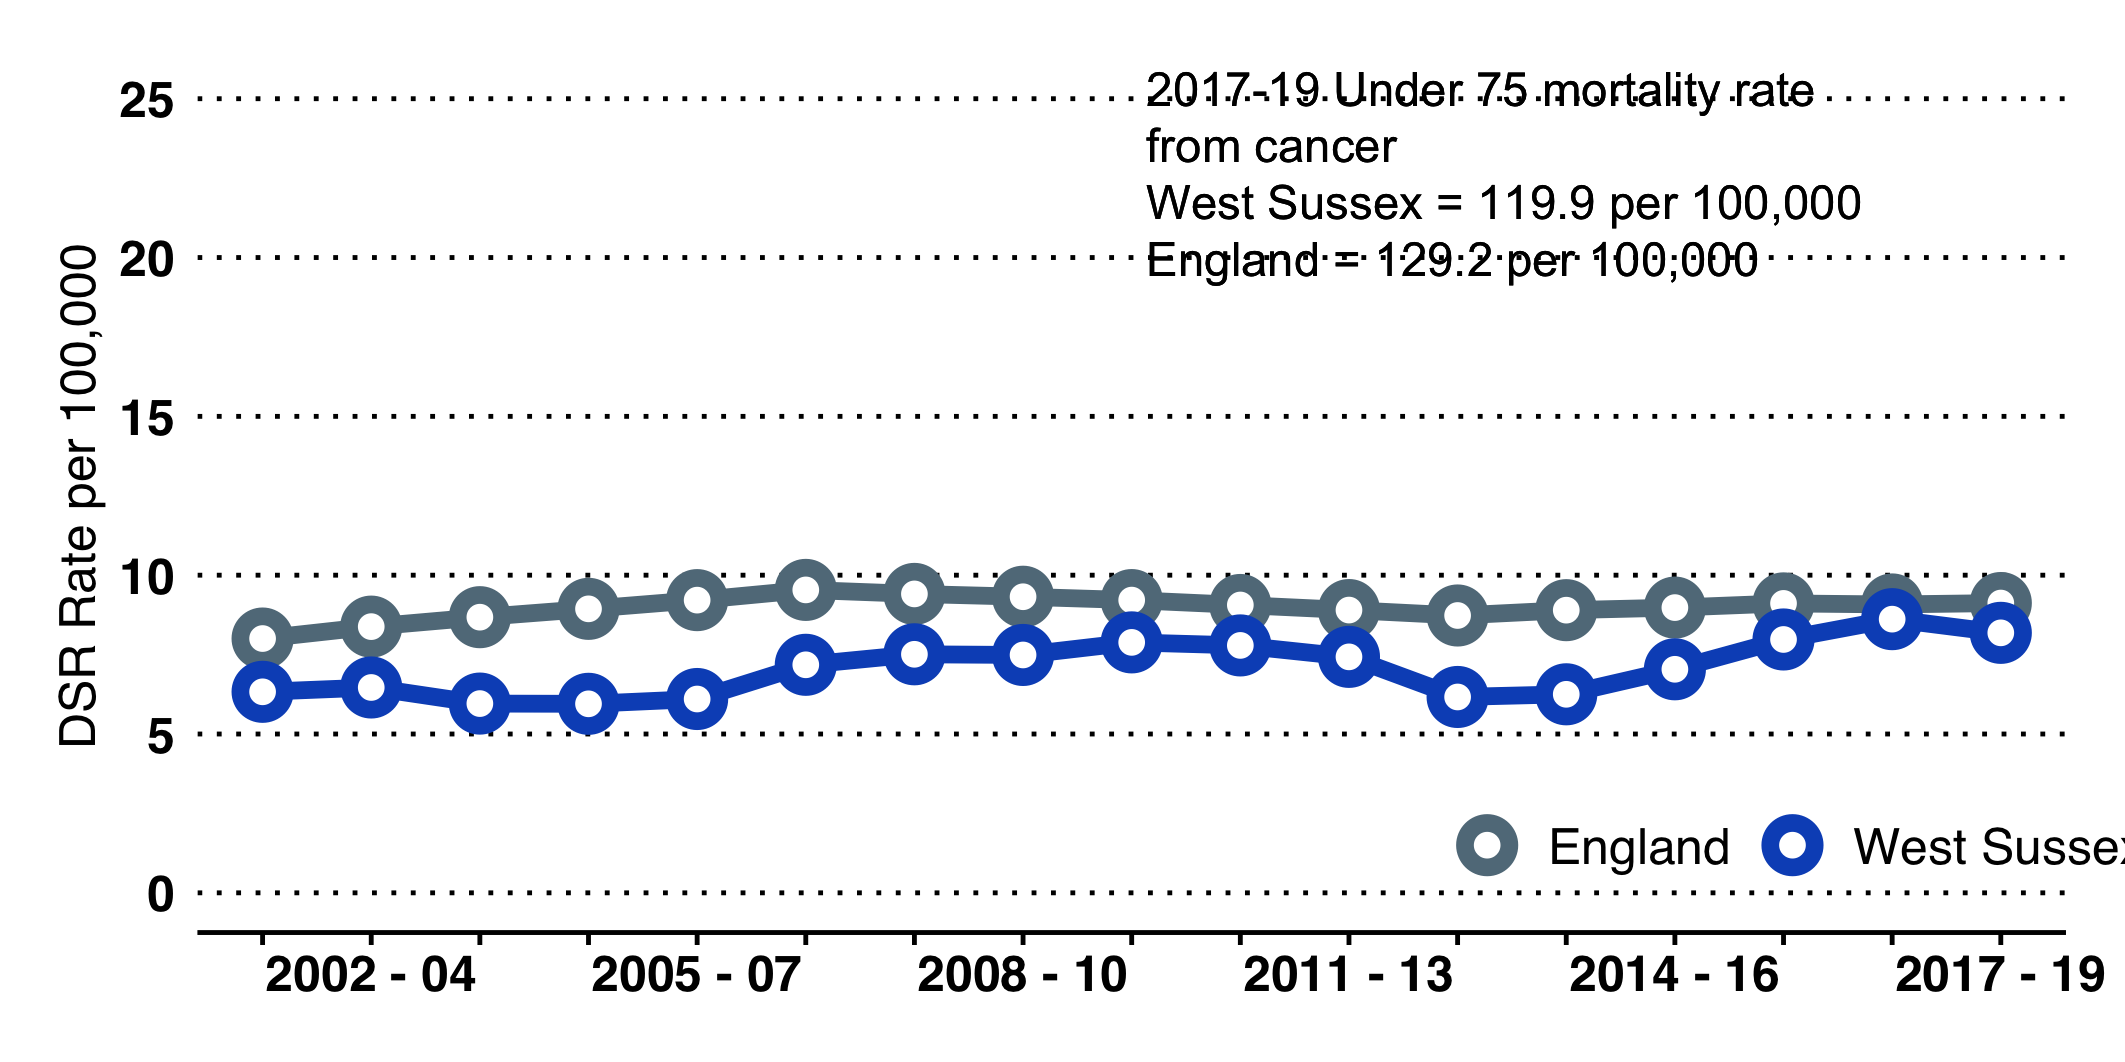 2017-19 Under 75 mortality rate
from cancer
West Sussex = 119.9 per 100,000
England = 129.2 per 100,000
DSR Rate per 100,000
25
20
15
10
5
0
England
West Sussex
2002 - 04
2005 - 07
2008 - 10
2011 - 13
2014 - 16
2017 - 19